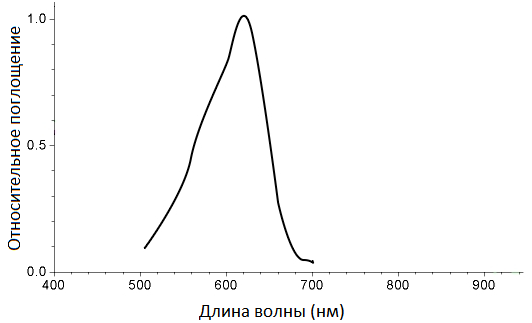 Относительное поглощение
1.0
0.5
0.0
400 500 600 700 800 900
Длина волны (нм)